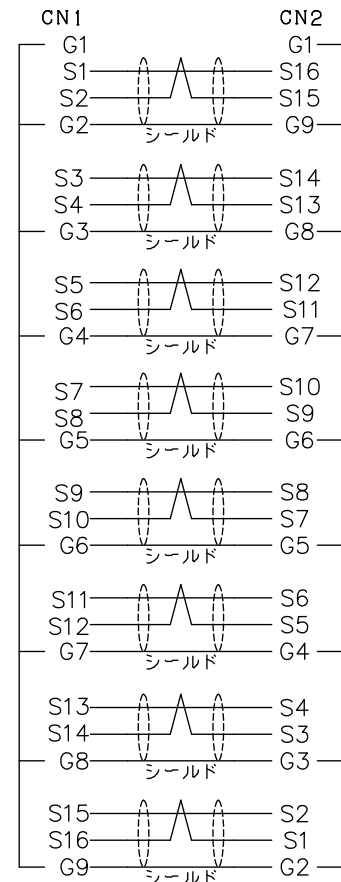 CN1 CN2
G1 G1
S1 S16
S2 S15
G2 G9
シールド
S3 S14
S4 S13
G3 G8
シールド
S5 S12
S6 S11
G4 G7
シールド
S7 S10
S8 S9
G5 G6
シールド
S9 S8
S10 S7
G6 G5
シールド
S11 S6
S12 S5
G7 G4
シールド
S13 S4
S14 S3
G8 G3
シールド
S15 S2
S16 S1
G9 G2
シールド